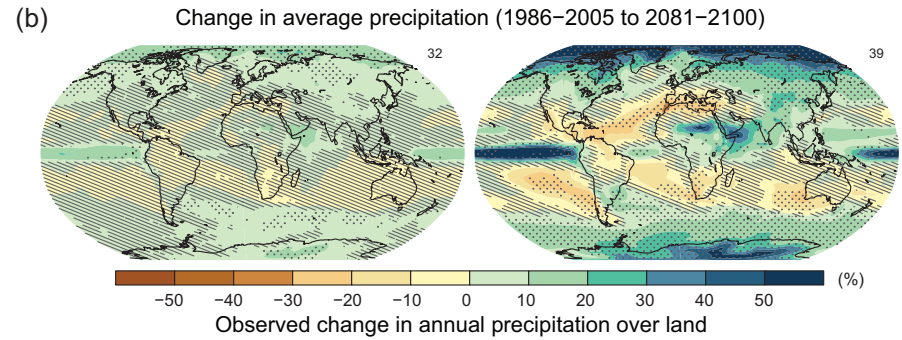 (b)
Change in average precipitation (1986−2005 to 2081−2100)
32
39
(%)
−50 −40 −30 −20 −10 0 10 20 30 40 50
Observed change in annual precipitation over land